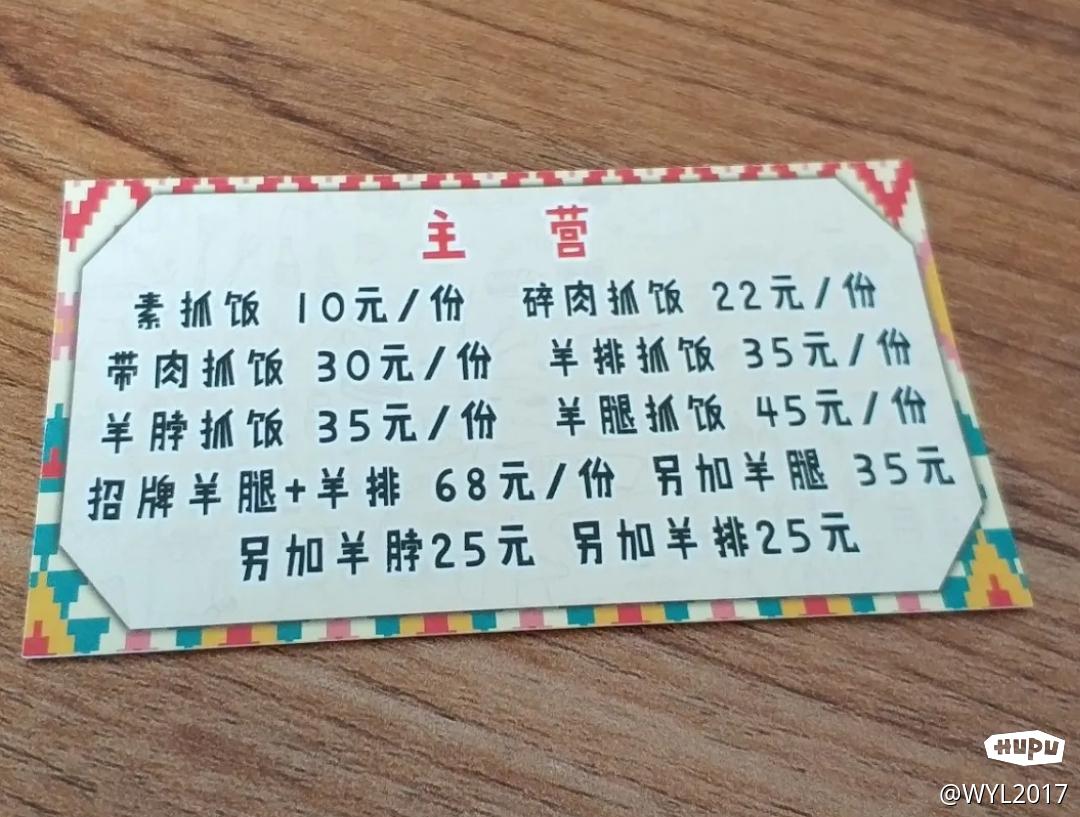 主 营
素抓饭 10元/份 碎肉抓饭 22元/份
带肉抓饭 30元/份 羊排抓饭 35元/份
羊脖抓饭 35元/份 羊腿抓饭 45元/份
招牌羊腿+羊排 68元/份 另加羊腿 35元
另加羊脖25元 另加羊排25元
HUPU
@WYL2017